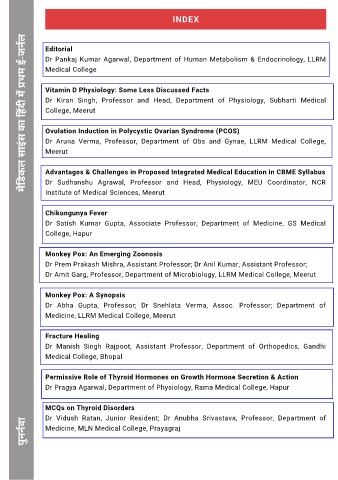 INDEX
मेडिकल साइंस का हिंदी में प्रथम ई-जर्नल
पुनर्नवा
Editorial
Dr Pankaj Kumar Agarwal, Department of Human Metabolism & Endocrinology, LLRM
Medical College
Vitamin D Physiology: Some Less Discussed Facts
Dr Kiran Singh, Professor and Head, Department of Physiology, Subharti Medical
College, Meerut
Ovulation Induction in Polycystic Ovarian Syndrome (PCOS)
Dr Aruna Verma, Professor, Department of Obs and Gynae, LLRM Medical College,
Meerut
Advantages & Challenges in Proposed Integrated Medical Education in CBME Syllabus
Dr Sudhanshu Agrawal, Professor and Head, Physiology, MEU Coordinator, NCR
Institute of Medical Sciences, Meerut
Chikungunya Fever
Dr Satish Kumar Gupta, Associate Professor, Department of Medicine, GS Medical
College, Hapur
Monkey Pox: An Emerging Zoonosis
Dr Prem Prakash Mishra, Assistant Professor; Dr Anil Kumar, Assistant Professor;
Dr Amit Garg, Professor, Department of Microbiology, LLRM Medical College, Meerut
Monkey Pox: A Synopsis
Dr Abha Gupta, Professor; Dr Snehlata Verma, Assoc. Professor; Department of
Medicine, LLRM Medical College, Meerut
Fracture Healing
Dr Manish Singh Rajpoot, Assistant Professor, Department of Orthopedics, Gandhi
Medical College, Bhopal
Permissive Role of Thyroid Hormones on Growth Hormone Secretion & Action
Dr Pragya Agarwal, Department of Physiology, Rama Medical College, Hapur
MCQs on Thyroid Disorders
Dr Vidush Ratan, Junior Resident; Dr Anubha Srivastava, Professor, Department of
Medicine, MLN Medical College, Prayagraj